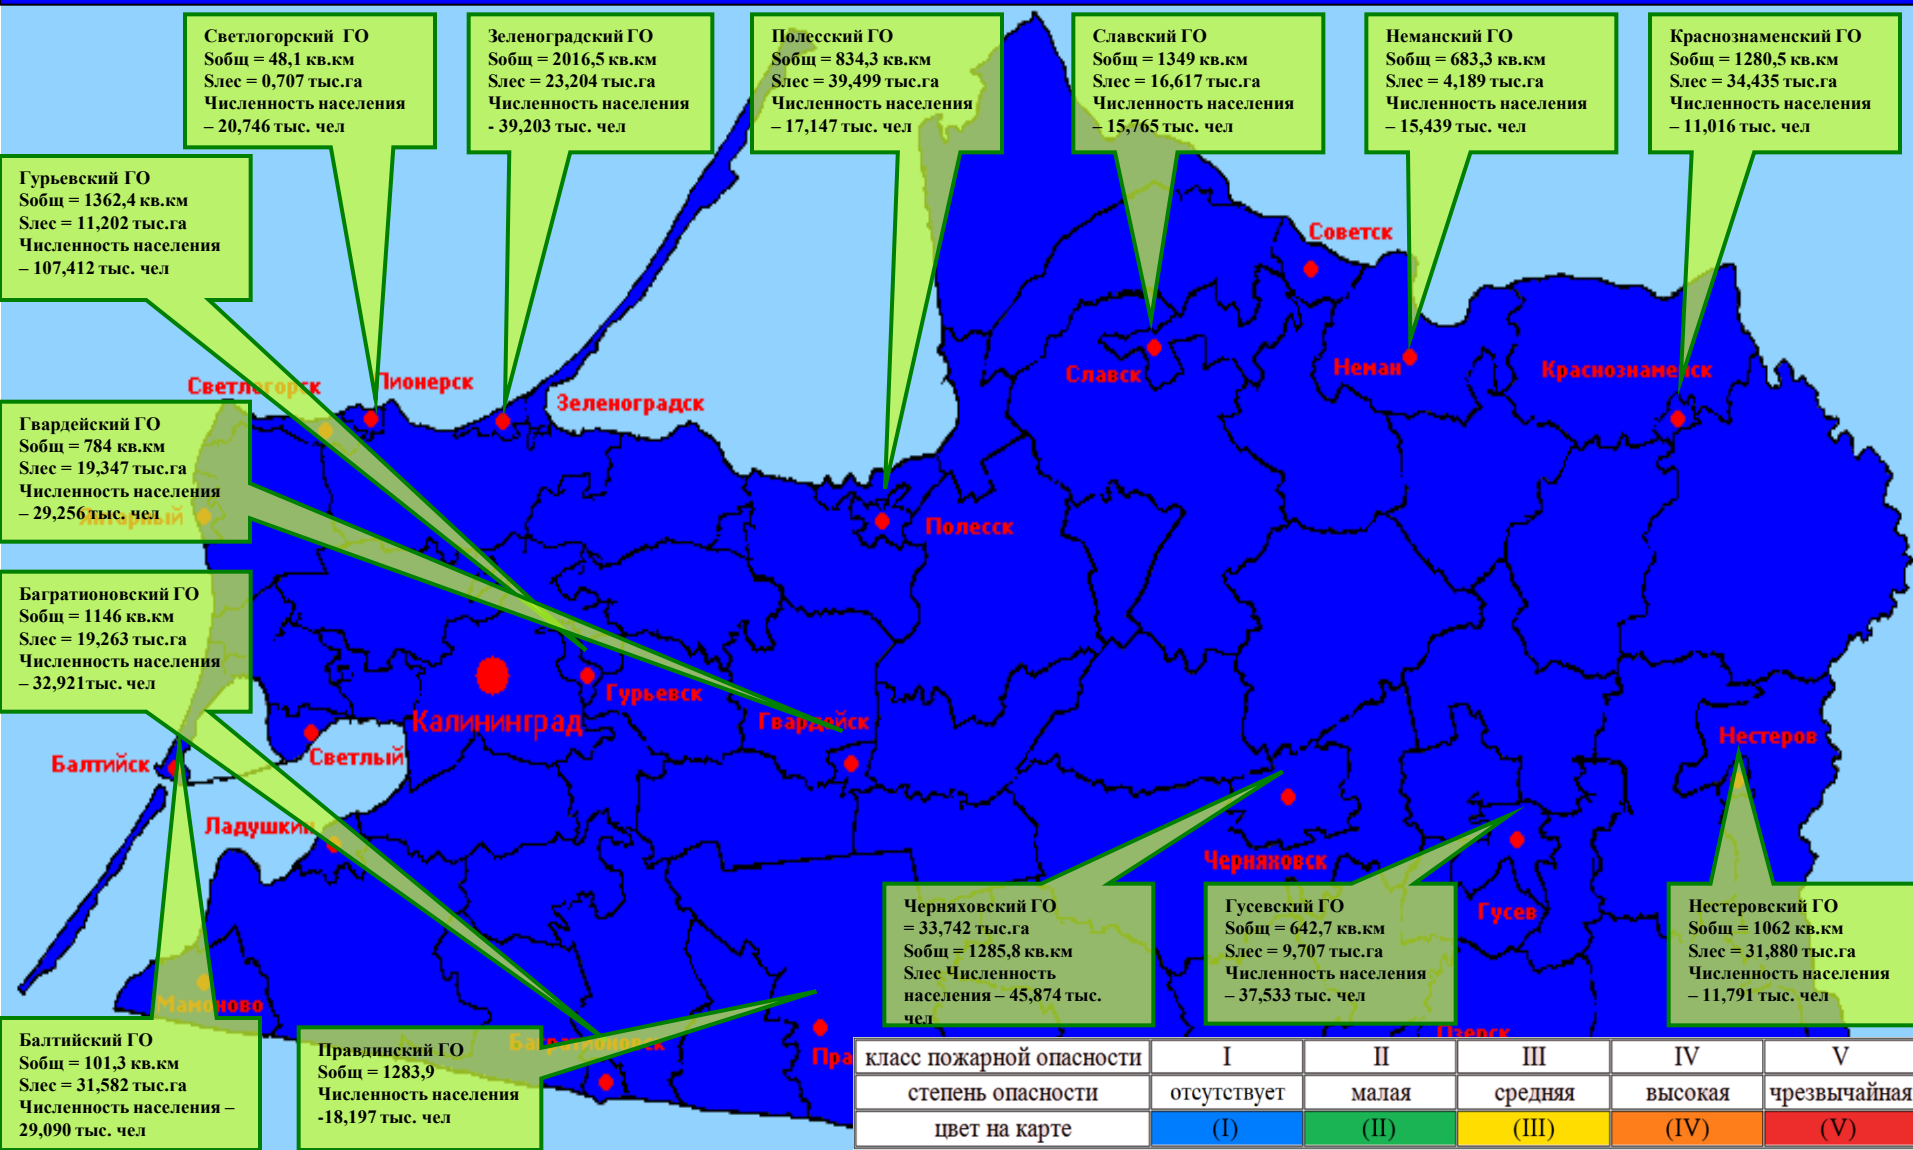 Светлогорский ГО
Sобщ = 48,1 кв.км
Sлес = 0,707 тыс.га
Численность населения
– 20,746 тыс. чел
Зеленоградский ГО
Sобщ = 2016,5 кв.км
Sлес = 23,204 тыс.га
Численность населения
- 39,203 тыс. чел
Полесский ГО
Sобщ = 834,3 кв.км
Sлес = 39,499 тыс.га
Численность населения
– 17,147 тыс. чел
Славский ГО
Sобщ = 1349 кв.км
Sлес = 16,617 тыс.га
Численность населения
– 15,765 тыс. чел
Неманский ГО
Sобщ = 683,3 кв.км
Sлес = 4,189 тыс.га
Численность населения
– 15,439 тыс. чел
Краснознаменский ГО
Sобщ = 1280,5 кв.км
Sлес = 34,435 тыс.га
Численность населения
– 11,016 тыс. чел
Гурьевский ГО
Sобщ = 1362,4 кв.км
Sлес = 11,202 тыс.га
Численность населения
– 107,412 тыс. чел
Советск
Славск
Неман
Краснознаменск
Светлогорск
Пионерск
Зеленоградск
Гвардейский ГО
Sобщ = 784 кв.км
Sлес = 19,347 тыс.га
Численность населения
– 29,256 тыс. чел
Янтарный
Полесск
Багратионовский ГО
Sобщ = 1146 кв.км
Sлес = 19,263 тыс.га
Численность населения
– 32,921тыс. чел
Гурьевск
Калининград
Гвардейск
Нестеров
Светлый
Балтийск
Ладушкин
Черняховск
Гусев
Черняховский ГО
= 33,742 тыс.га
Sобщ = 1285,8 кв.км
Sлес Численность
населения – 45,874 тыс.
чел
Гусевский ГО
Sобщ = 642,7 кв.км
Sлес = 9,707 тыс.га
Численность населения
– 37,533 тыс. чел
Нестеровский ГО
Sобщ = 1062 кв.км
Sлес = 31,880 тыс.га
Численность населения
– 11,791 тыс. чел
Мамоново
Багратионовск
Озерск
Пра
Балтийский ГО
Sобщ = 101,3 кв.км
Sлес = 31,582 тыс.га
Численность населения –
29,090 тыс. чел
Правдинский ГО
Sобщ = 1283,9
Численность населения
-18,197 тыс. чел
класс пожарной опасности I II III IV V
степень опасности отсутствует малая средняя высокая чрезвычайная
цвет на карте (I) (II) (III) (IV) (V)